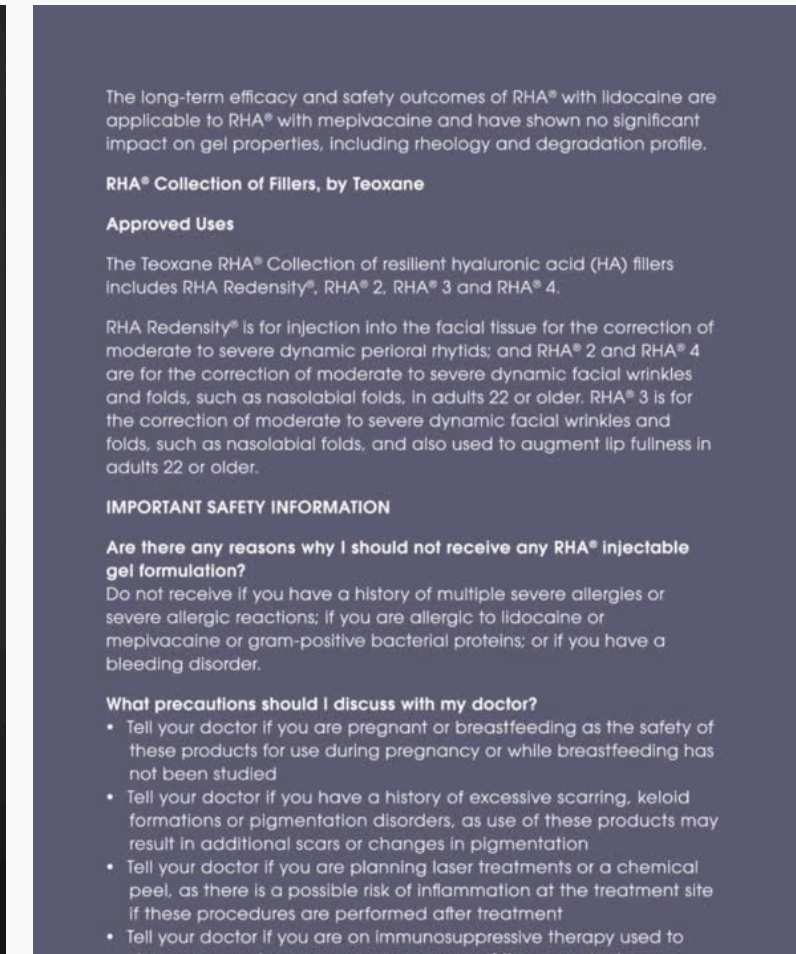 The long-term efficacy and safety outcomes of RHA® with lidocaine are
applicable to RHA® with mepivacaine and have shown no significant
impact on gel properties, including rheology and degradation profile.
RHA® Collection of Fillers, by Teoxane
Approved Uses
The Teoxane RHA® Collection of resilient hyaluronic acid (HA) fillers
includes RHA Redensity®, RHA® 2, RHA® 3 and RHA® 4.
RHA Redensity® is for injection into the facial tissue for the correction of
moderate to severe dynamic perioral rhytids; and RHA® 2 and RHA® 4
are for the correction of moderate to severe dynamic facial wrinkles
and folds, such as nasolabial folds, in adults 22 or older. RHA® 3 is for
the correction of moderate to severe dynamic facial wrinkles and
folds, such as nasolabial folds, and also used to augment lip fullness in
adults 22 or older.
IMPORTANT SAFETY INFORMATION
Are there any reasons why I should not receive any RHA® injectable
gel formulation?
Do not receive if you have a history of multiple severe allergies or
severe allergic reactions; if you are allergic to lidocaine or
mepivacaine or gram-positive bacterial proteins; or if you have a
bleeding disorder.
What precautions should I discuss with my doctor?
• Tell your doctor if you are pregnant or breastfeeding as the safety of
these products for use during pregnancy or while breastfeeding has
not been studied
• Tell your doctor if you have a history of excessive scarring, keloid
formations or pigmentation disorders, as use of these products may
result in additional scars or changes in pigmentation
• Tell your doctor if you are planning laser treatments or a chemical
peel, as there is a possible risk of inflammation at the treatment site
if these procedures are performed after treatment
• Tell your doctor if you are on immunosuppressive therapy used to